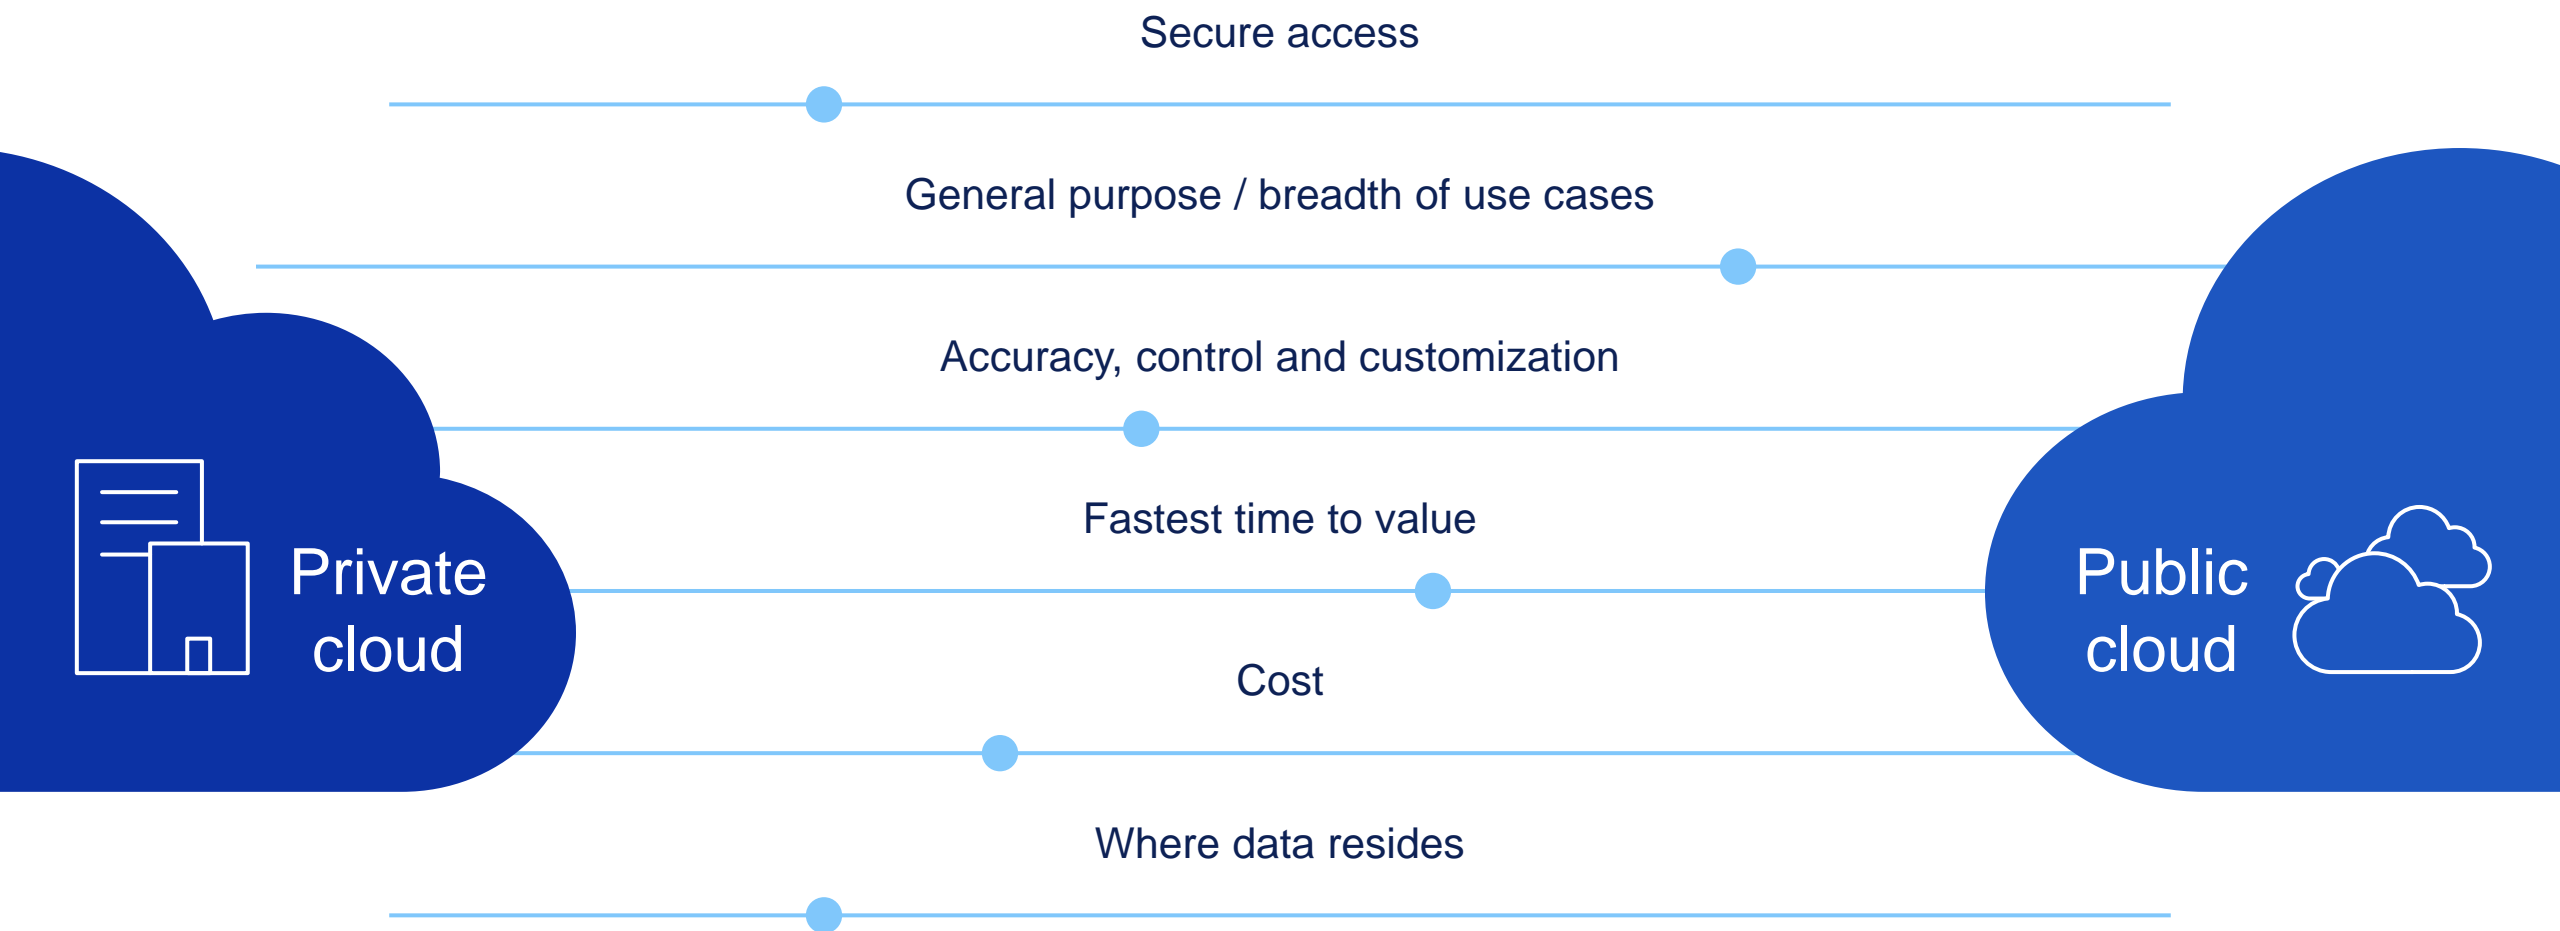 Secure access
General purpose / breadth of use cases
Accuracy, control and customization
Fastest time to value
Private
cloud
Public
cloud
Cost
Where data resides